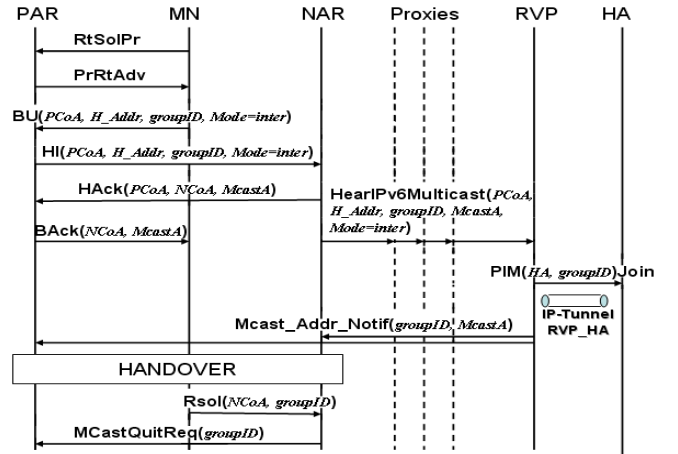 PAR MN NAR Proxies RVP HA
RtSolPr
PrRtAdv
BU(PCoA, H_Addr, groupID, Mode=inter)
HI(PCoA, H_Addr, groupID, Mode=inter)
HAck(PCoA, NCoA, McastA)
HearIPv6Multicast(PCoA,
H_Addr, groupID, McastA,
Mode=inter)
BAck(NCoA, McastA)
PIM(HA, groupID)Join
IP-Tunnel
RVP_HA
Mcast_Addr_Notif(groupID, McastA)
HANDOVER
Rsol(NCoA, groupID)
MCastQuitReq(groupID)